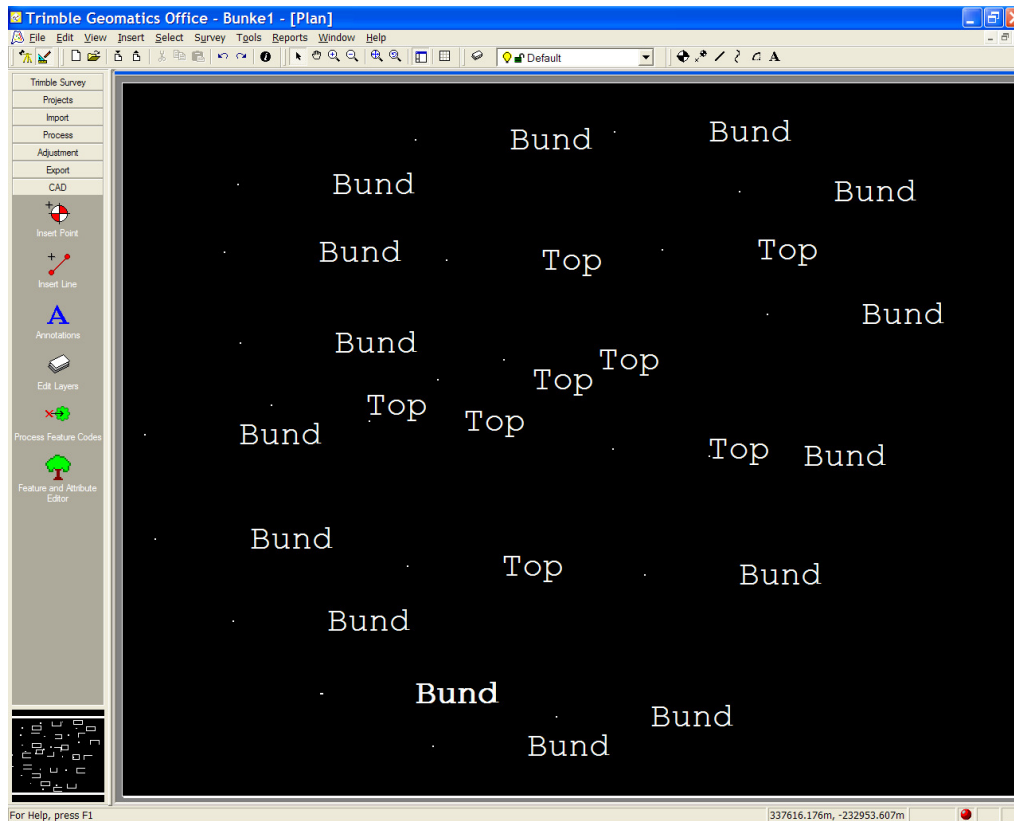 Trimble Geomatics Office - Bunke1 - [Plan]
File Edit View Insert Select Survey Tools Reports Window Help
Default
A
Trimble Survey
Projects
Import
Process
Adjustment
Export
CAD
Insert Point
Insert Line
A
Annotations
Edit Layers
Process Feature Codes
Feature and Attribute
Editor
Bund
Bund
Bund
Bund
Bund
Top
Top
Bund
Bund
Top
Top
Top
Top
Bund
Top
Bund
Bund
Top
Bund
Bund
Bund
Bund
Bund
For Help, press F1
337616.176m, -232953.607m